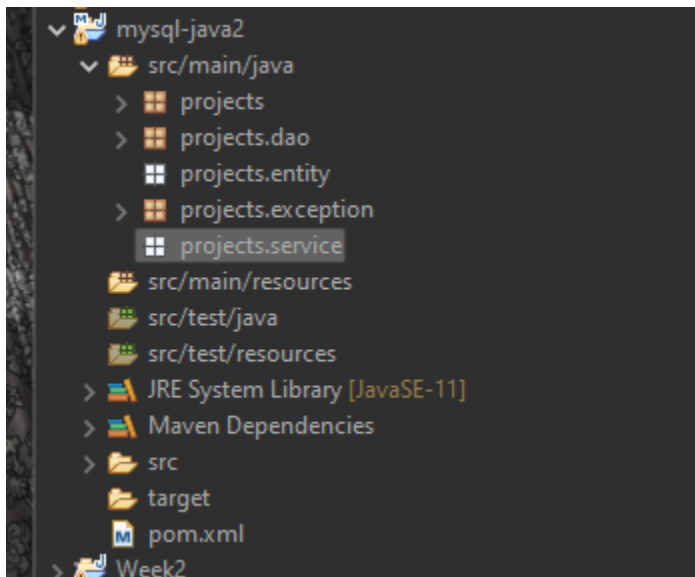 mysql-java2
src/main/java
projects
projects.dao
projects.entity
projects.exception
projects.service
src/main/resources
src/test/java
src/test/resources
JRE System Library [JavaSE-11]
Maven Dependencies
src
target
pom.xml
Week2